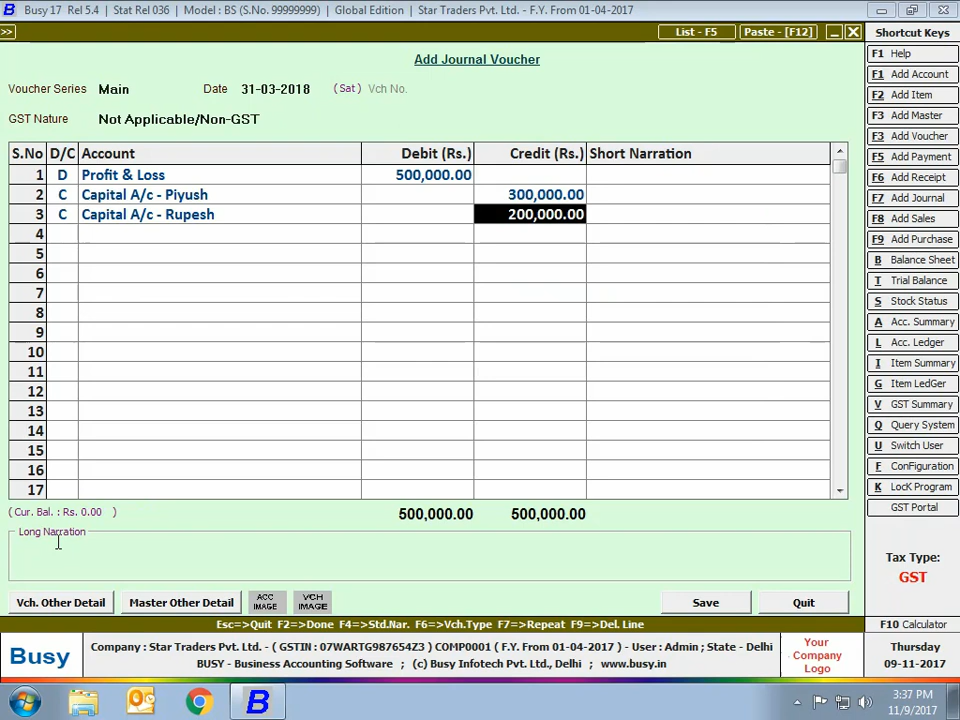 Busy 17 Rel 5.4 | Stat Rel 036 | Model : BS (S.No. 99999999) | Global Edition | Star Traders Pvt. Ltd. - F.Y. From 01-04-2017
>> List - F5 Paste - [F12]
Add Journal Voucher
Voucher Series Main Date 31-03-2018 (Sat) Vch No.
GST Nature Not Applicable/Non-GST
S.No D/C Account Debit (Rs.) Credit (Rs.) Short Narration
1 D Profit & Loss 500,000.00
2 C Capital A/c - Piyush 300,000.00
3 C Capital A/c - Rupesh 200,000.00
4
5
6
7
8
9
10
11
12
13
14
15
16
17
( Cur. Bal. : Rs. 0.00 ) 500,000.00 500,000.00
Long Narration
Vch. Other Detail Master Other Detail ACC IMAGE VCH IMAGE Save Quit
Esc=>Quit F2=>Done F4=>Std.Nar. F6=>Vch.Type F7=>Repeat F9=>Del. Line
Shortcut Keys
F1 Help
F1 Add Account
F2 Add Item
F3 Add Master
F3 Add Voucher
F5 Add Payment
F6 Add Receipt
F7 Add Journal
F8 Add Sales
F9 Add Purchase
B Balance Sheet
T Trial Balance
S Stock Status
A Acc. Summary
L Acc. Ledger
I Item Summary
G Item LedGer
V GST Summary
Q Query System
U Switch User
F Configuration
K LocK Program
GST Portal
Tax Type:
GST
F10 Calculator
Busy
Company : Star Traders Pvt. Ltd. - ( GSTIN : 07WARTG987654Z3 ) - COMP0001 ( F.Y. From 01-04-2017 ) - User : Admin ; State - Delhi
BUSY - Business Accounting Software ; (c) Busy Infotech Pvt. Ltd., Delhi ; www.busy.in
Your
Company
Logo
Thursday
09-11-2017
B
3:37 PM
11/9/2017